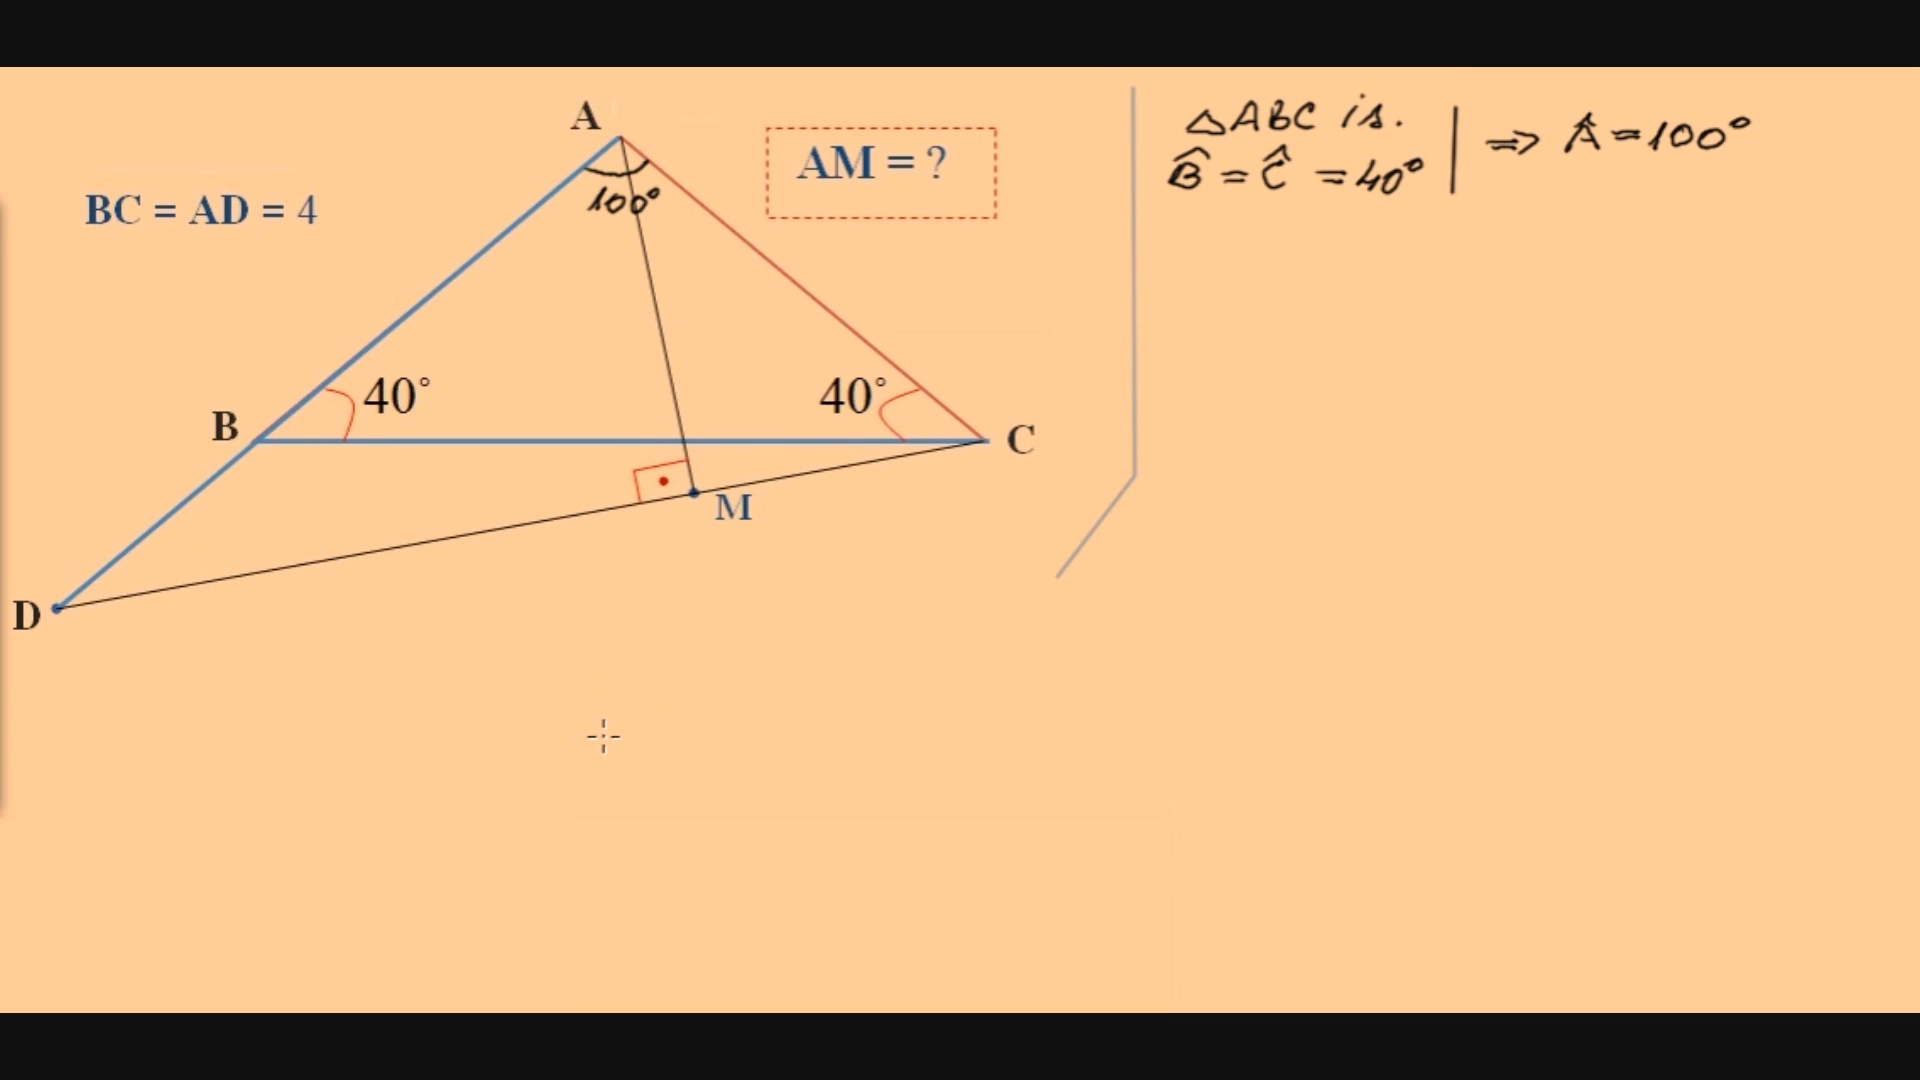 A
AM = ?
BC = AD = 4
100°
B
40°
40°
C
M
D
△ABC is.
B̂ = Ĉ = 40°
⇒ Â = 100°